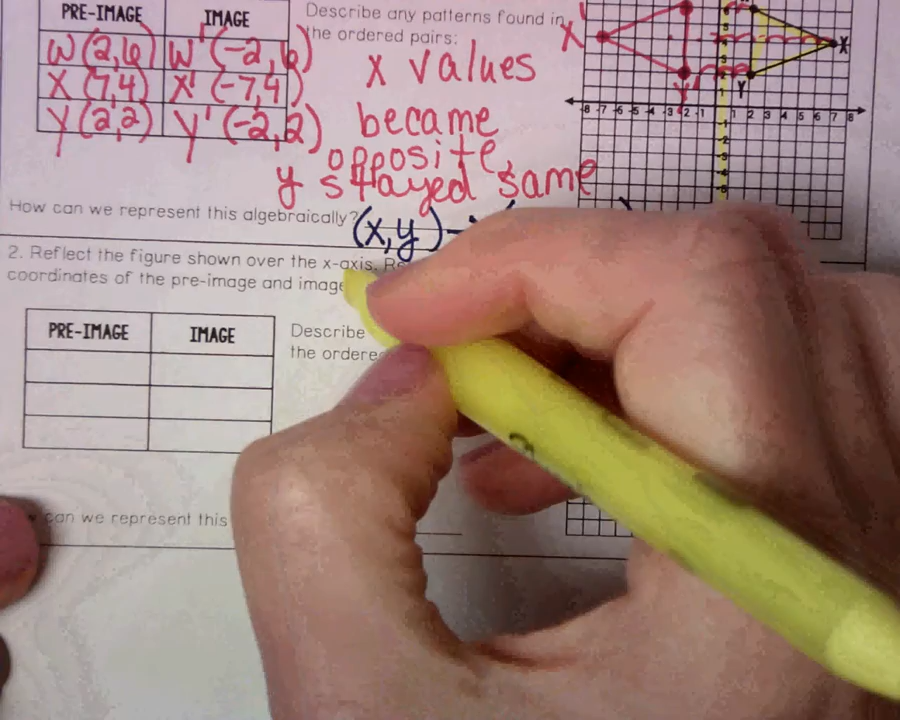 PRE-IMAGE IMAGE
W(2,6) W'(-2,6)
X(7,4) X'(-7,4)
Y(2,2) Y'(-2,2)
Describe any patterns found in
the ordered pairs:
x values
became
opposite
y stayed same
X
Y'
X
Y
-8 -7 -6 -5 -4 -3 -2 -1 1 2 3 4 5 6 7 8
How can we represent this algebraically? (x,y)
2. Reflect the figure shown over the x-axis.
coordinates of the pre-image and image
PRE-IMAGE IMAGE
Describe
the ordered
can we represent this